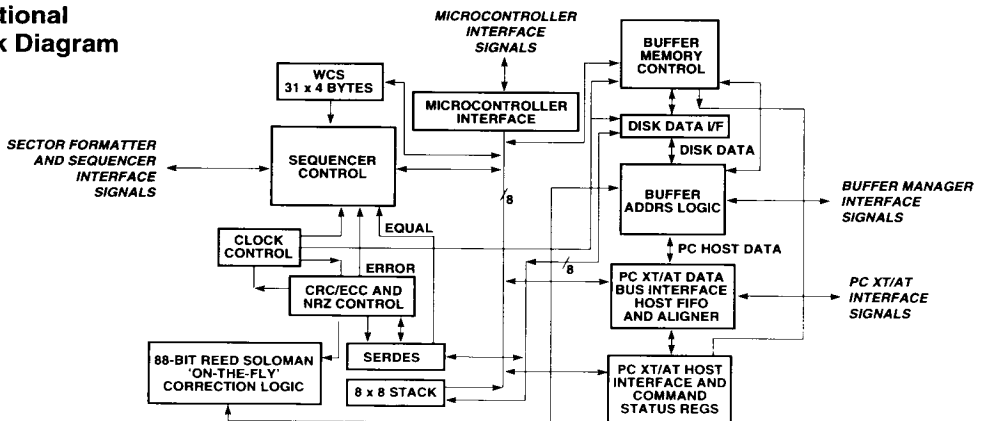 tional
k Diagram
MICROCONTROLLER
INTERFACE
SIGNALS
BUFFER
MEMORY
CONTROL
WCS
31 x 4 BYTES
MICROCONTROLLER
INTERFACE
DISK DATA I/F
DISK DATA
SECTOR FORMATTER
AND SEQUENCER
INTERFACE
SIGNALS
SEQUENCER
CONTROL
8
BUFFER
ADDRS LOGIC
BUFFER MANAGER
INTERFACE
SIGNALS
EQUAL
CLOCK
CONTROL
PC HOST DATA
ERROR
8
CRC/ECC AND
NRZ CONTROL
PC XT/AT DATA
BUS INTERFACE
HOST FIFO
AND ALIGNER
PC XT/AT
INTERFACE
SIGNALS
88-BIT REED SOLOMAN
'ON-THE-FLY'
CORRECTION LOGIC
SERDES
8 x 8 STACK
PC XT/AT HOST
INTERFACE AND
COMMAND
STATUS REGS